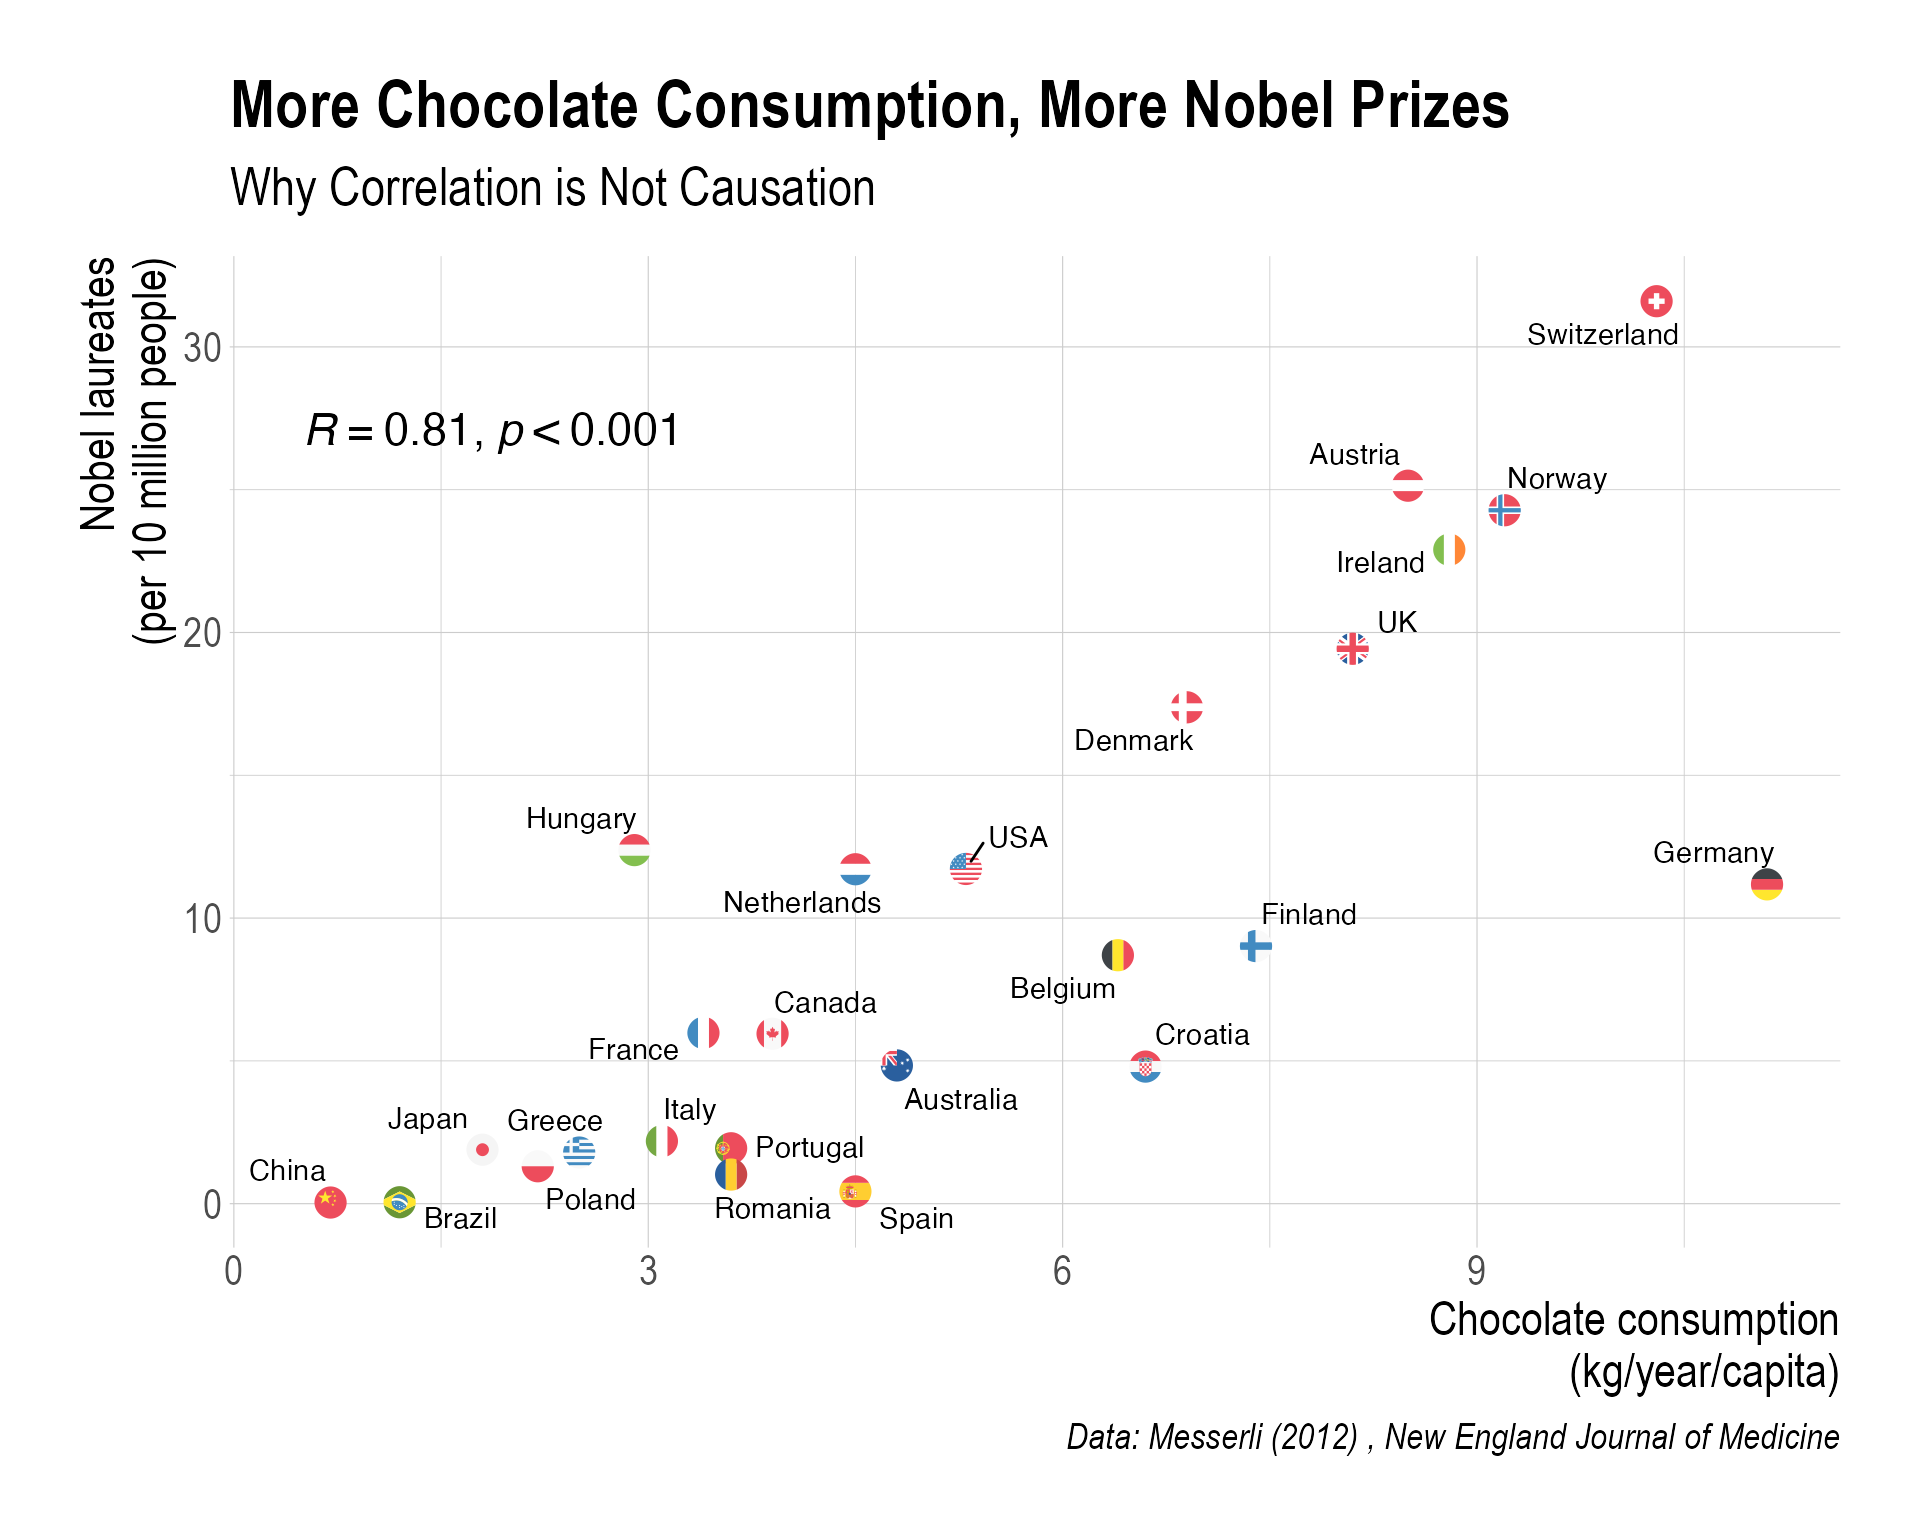 More Chocolate Consumption, More Nobel Prizes
Why Correlation is Not Causation
Nobel laureates
(per 10 million people)
30
20
10
0
R = 0.81, p < 0.001
Switzerland
Austria
Norway
Ireland
UK
Denmark
Hungary
USA
Netherlands
Germany
Finland
Belgium
Canada
France
Croatia
Australia
Italy
Japan
Greece
Portugal
China
Poland
Romania
Brazil
Spain
0
3
6
9
Chocolate consumption
(kg/year/capita)
Data: Messerli (2012) , New England Journal of Medicine